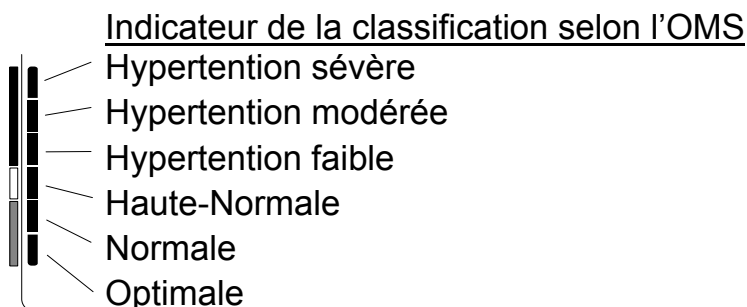 Indicateur de la classification selon l’OMS
Hypertention sévère
Hypertention modérée
Hypertention faible
Haute-Normale
Normale
Optimale